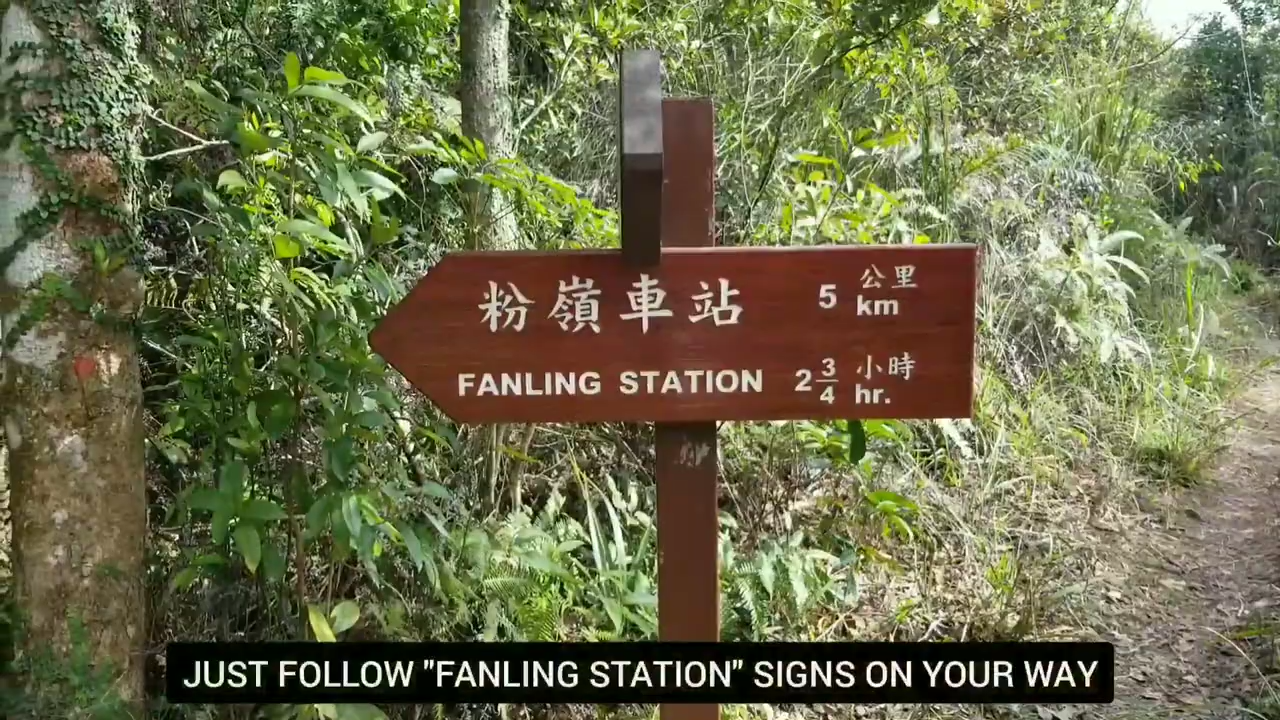 粉嶺車站 5 公里 km
FANLING STATION 2 3/4 小時 hr.
JUST FOLLOW "FANLING STATION" SIGNS ON YOUR WAY